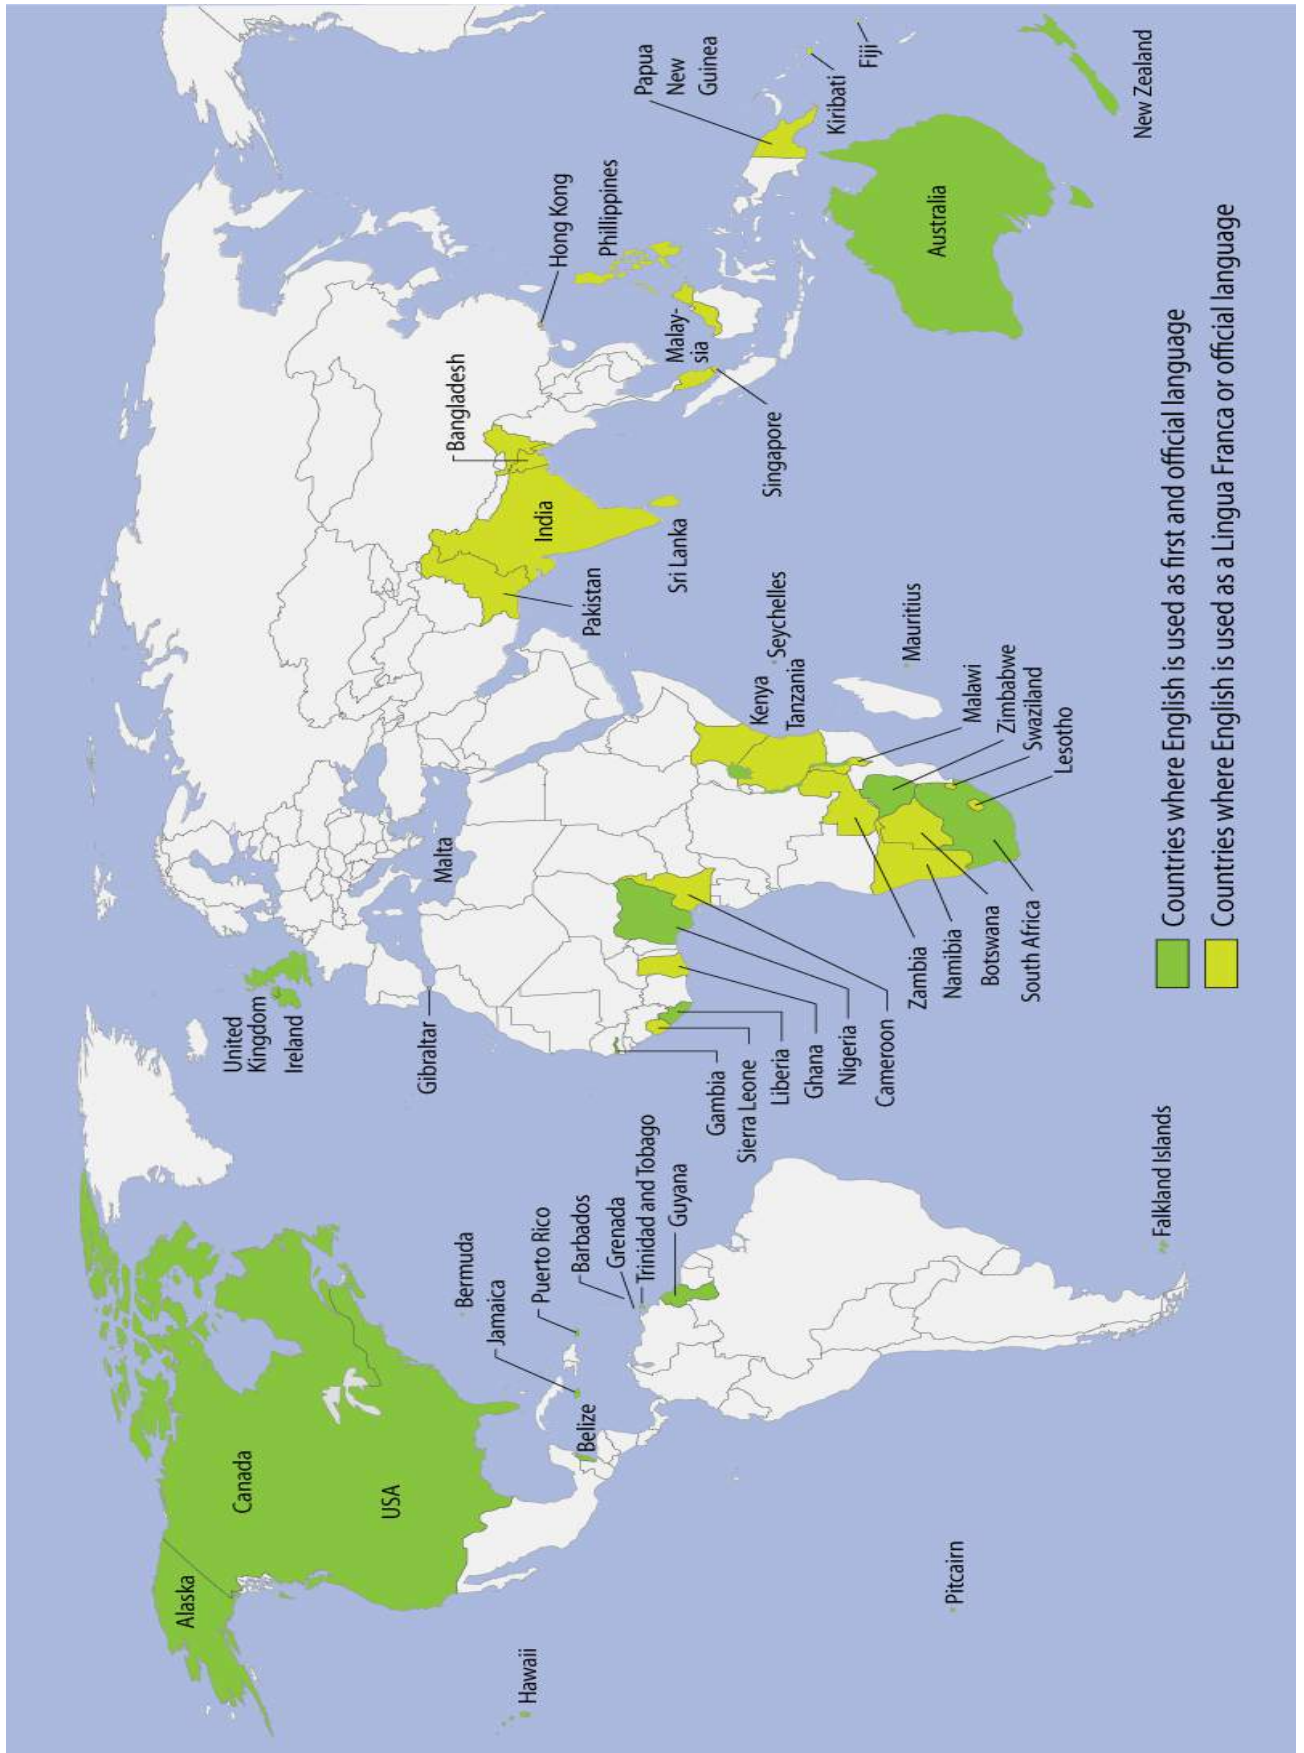 Alaska
Canada
USA
Hawaii
Bermuda
Jamaica
Puerto Rico
Belize
Barbados
Grenada
Trinidad and Tobago
Guyana
Pitcairn
Falkland Islands
United
Kingdom
Ireland
Gibraltar
Malta
Gambia
Sierra Leone
Liberia
Ghana
Nigeria
Cameroon
Zambia
Namibia
Botswana
South Africa
Kenya
Tanzania
Seychelles
Mauritius
Malawi
Zimbabwe
Swaziland
Lesotho
Pakistan
India
Bangladesh
Sri Lanka
Hong Kong
Phillippines
Malay-
sia
Singapore
Papua
New
Guinea
Kiribati
Fiji
Australia
New Zealand
Countries where English is used as first and official language
Countries where English is used as a Lingua Franca or official language